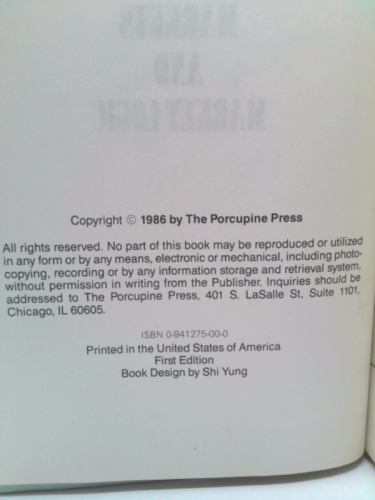 MARKETS
AND
MARKET LOGIC
Copyright © 1986 by The Porcupine Press
All rights reserved. No part of this book may be reproduced or utilized
in any form or by any means, electronic or mechanical, including photo-
copying, recording or by any information storage and retrieval system,
without permission in writing from the Publisher. Inquiries should be
addressed to The Porcupine Press, 401 S. LaSalle St, Suite 1101,
Chicago, IL 60605.
ISBN 0-941275-00-0
Printed in the United States of America
First Edition
Book Design by Shi Yung